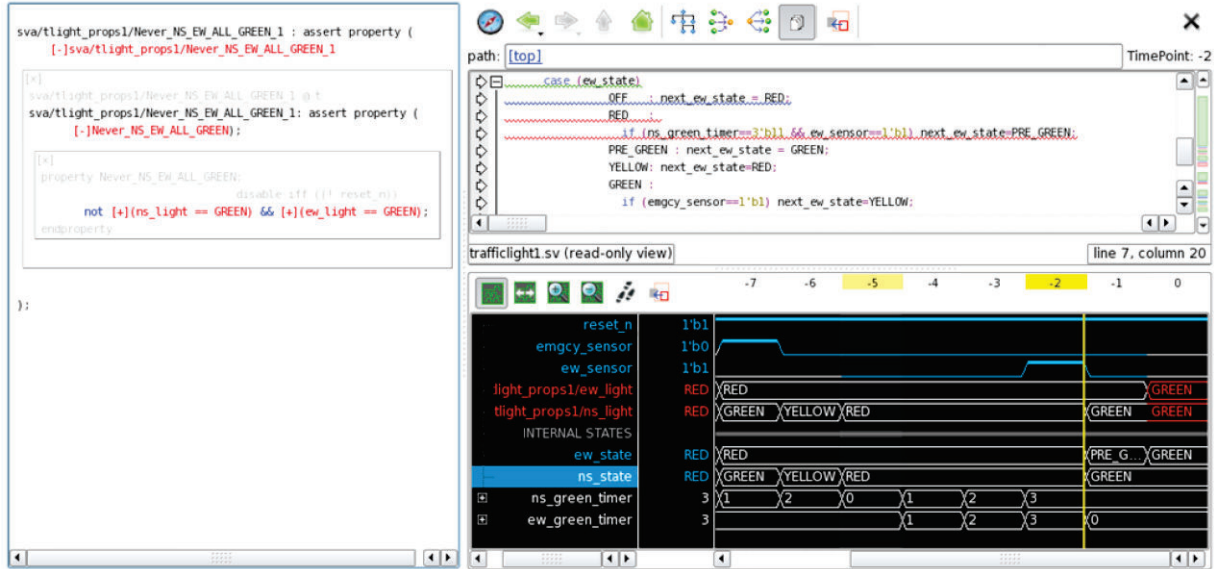 sva/tlight_props1/Never_NS_EW_ALL_GREEN_1 : assert property (
[-]sva/tlight_props1/Never_NS_EW_ALL_GREEN_1
[x]
sva/tlight_props1/Never_NS_EW_ALL_GREEN_1 @ t
sva/tlight_props1/Never_NS_EW_ALL_GREEN_1: assert property (
[-]Never_NS_EW_ALL_GREEN);
[x]
property Never_NS_EW_ALL_GREEN:
disable iff ((! reset_n))
not [+](ns_light == GREEN) && [+](ew_light == GREEN);
endproperty
);
path: [top]
TimePoint: -2
case (ew_state)
OFF : next_ew_state = RED;
RED :
if (ns_green_timer==3'b11 && ew_sensor==1'b1) next_ew_state=PRE_GREEN;
PRE_GREEN : next_ew_state = GREEN;
YELLOW: next_ew_state=RED;
GREEN :
if (emgcy_sensor==1'b1) next_ew_state=YELLOW;
trafficlight1.sv (read-only view)
line 7, column 20
-7 -6 -5 -4 -3 -2 -1 0
reset_n 1'b1
emgcy_sensor 1'b0
ew_sensor 1'b1
light_props1/ew_light RED RED GREEN
tlight_props1/ns_light RED GREEN YELLOW RED GREEN GREEN
INTERNAL STATES
ew_state RED RED PRE_G... GREEN
ns_state RED GREEN YELLOW RED GREEN
ns_green_timer 3 1 2 0 1 2 3
ew_green_timer 3 1 2 3 0